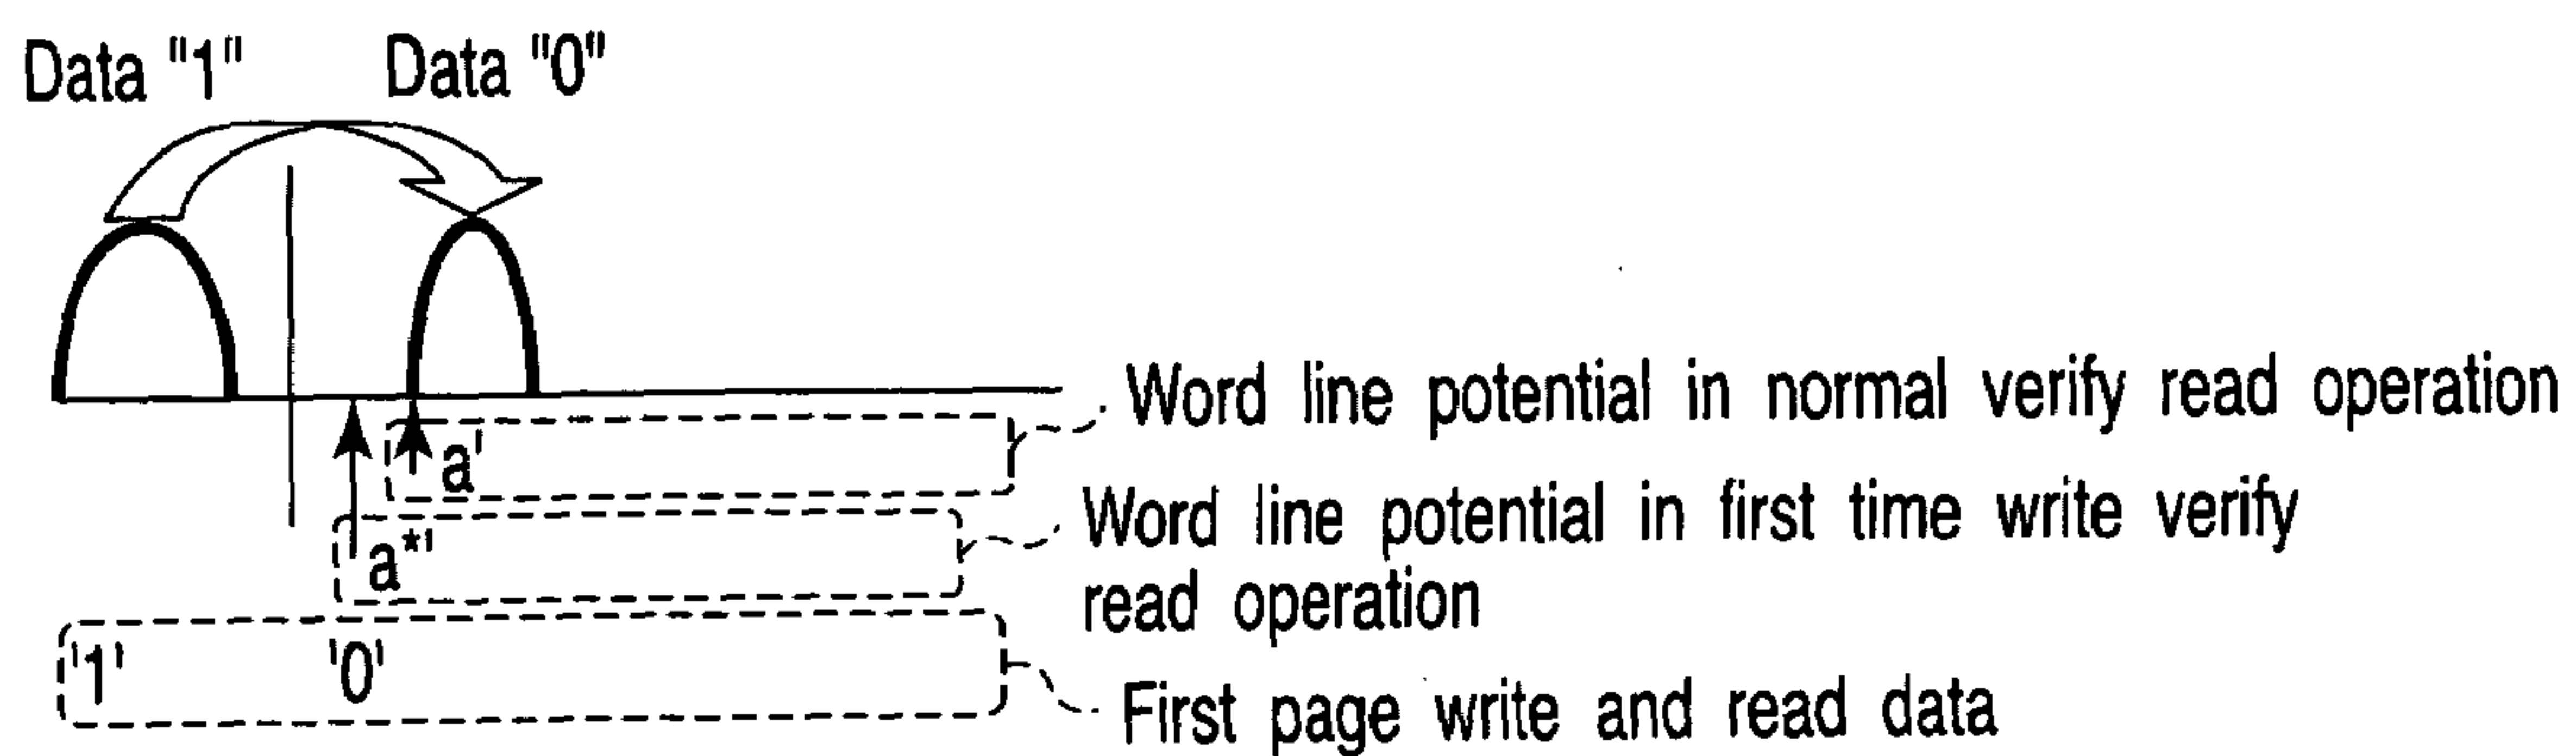 Data "1" Data "0"
Word line potential in normal verify read operation
a'
Word line potential in first time write verify
a*'
read operation
'1' '0'
First page write and read data